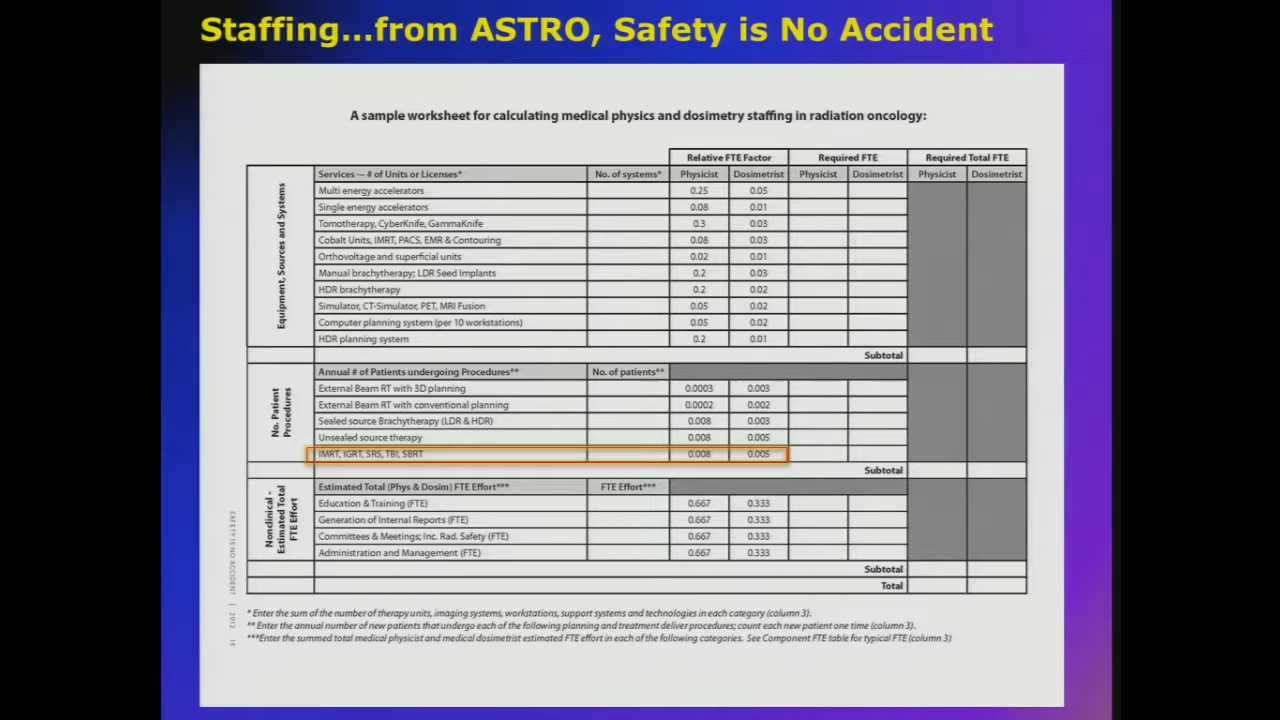 Staffing...from ASTRO, Safety is No Accident
A sample worksheet for calculating medical physics and dosimetry staffing in radiation oncology:
Relative FTE Factor Required FTE Required Total FTE
Services -- # of Units or Licenses* No. of systems* Physicist Dosimetrist Physicist Dosimetrist Physicist Dosimetrist
Equipment, Sources and Systems
Multi energy accelerators 0.25 0.05
Single energy accelerators 0.08 0.01
Tomotherapy, CyberKnife, GammaKnife 0.3 0.03
Cobalt Units, IMRT, PACS, EMR & Contouring 0.08 0.03
Orthovoltage and superficial units 0.02 0.01
Manual brachytherapy; LDR Seed Implants 0.2 0.03
HDR brachytherapy 0.2 0.02
Simulator, CT-Simulator, PET, MRI Fusion 0.05 0.02
Computer planning system (per 10 workstations) 0.05 0.02
HDR planning system 0.2 0.01
Subtotal
Annual # of Patients undergoing Procedures** No. of patients**
No. Patient
Procedures
External Beam RT with 3D planning 0.0003 0.003
External Beam RT with conventional planning 0.0002 0.002
Sealed source Brachytherapy (LDR & HDR) 0.008 0.003
Unsealed source therapy 0.008 0.005
IMRT, IGRT, SRS, TBI, SBRT 0.008 0.005
Subtotal
Nonclinical -
Estimated Total
FTE Effort
Estimated Total (Phys & Dosim) FTE Effort*** FTE Effort***
Education & Training (FTE) 0.667 0.333
Generation of Internal Reports (FTE) 0.667 0.333
Committees & Meetings; Inc. Rad. Safety (FTE) 0.667 0.333
Administration and Management (FTE) 0.667 0.333
Subtotal
Total
* Enter the sum of the number of therapy units, imaging systems, workstations, support systems and technologies in each category (column 3).
** Enter the annual number of new patients that undergo each of the following planning and treatment deliver procedures; count each new patient one time (column 3).
***Enter the summed total medical physicist and medical dosimetrist estimated FTE effort in each of the following categories. See Component FTE table for typical FTE (column 3)
SAFETY IS NO ACCIDENT | 2012 15